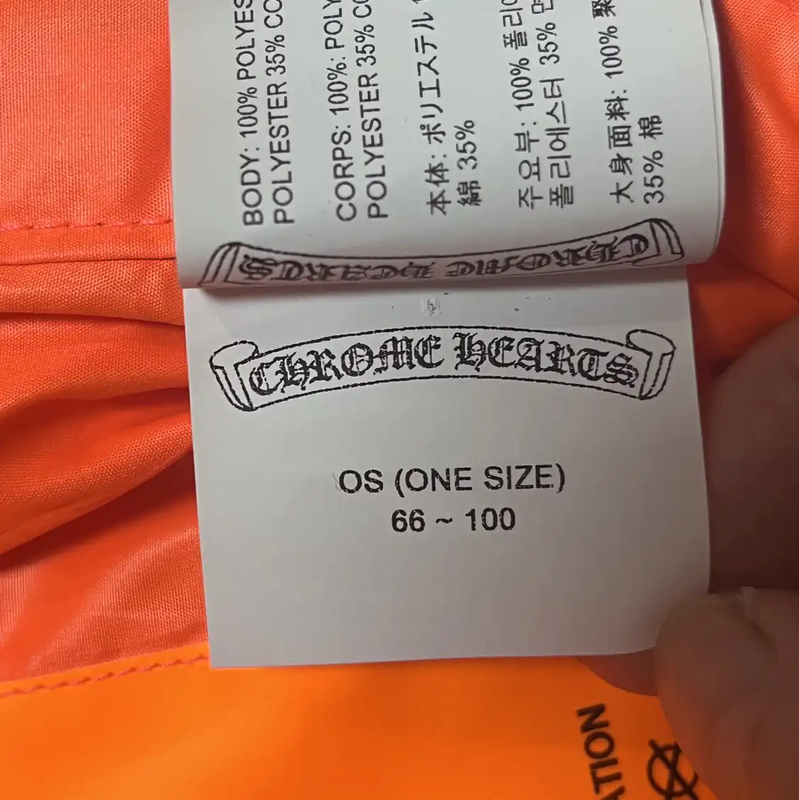 BODY: 100% POLYES
POLYESTER 35% CO
CORPS: 100%: POLY
POLYESTER 35% CO
本体: ポリエステル
綿 35%
주요부: 100% 폴리
폴리에스터 35% 면
大身面料: 100% 聚
35% 棉
CHROME HEARTS
CHROME HEARTS
OS (ONE SIZE)
66 ~ 100
ATION